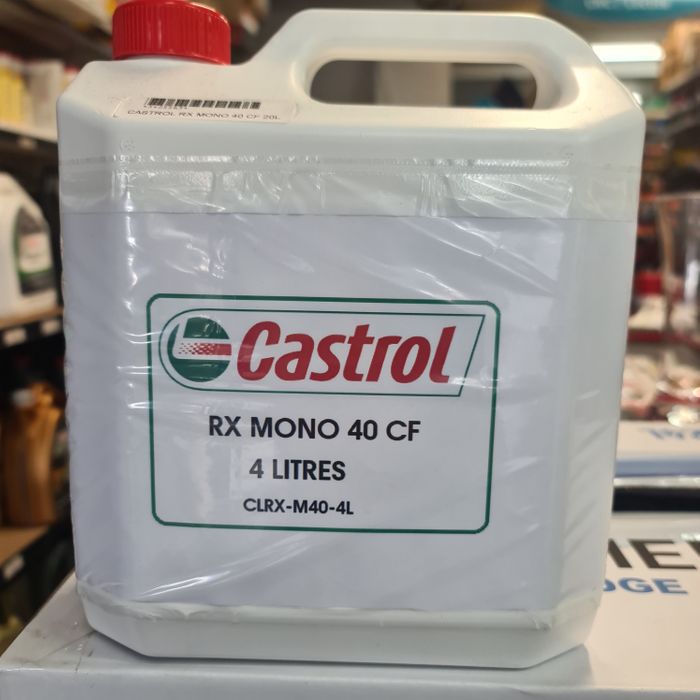 CASTROL RX MONO 40 CF 20L
Castrol
RX MONO 40 CF
4 LITRES
CLRX-M40-4L